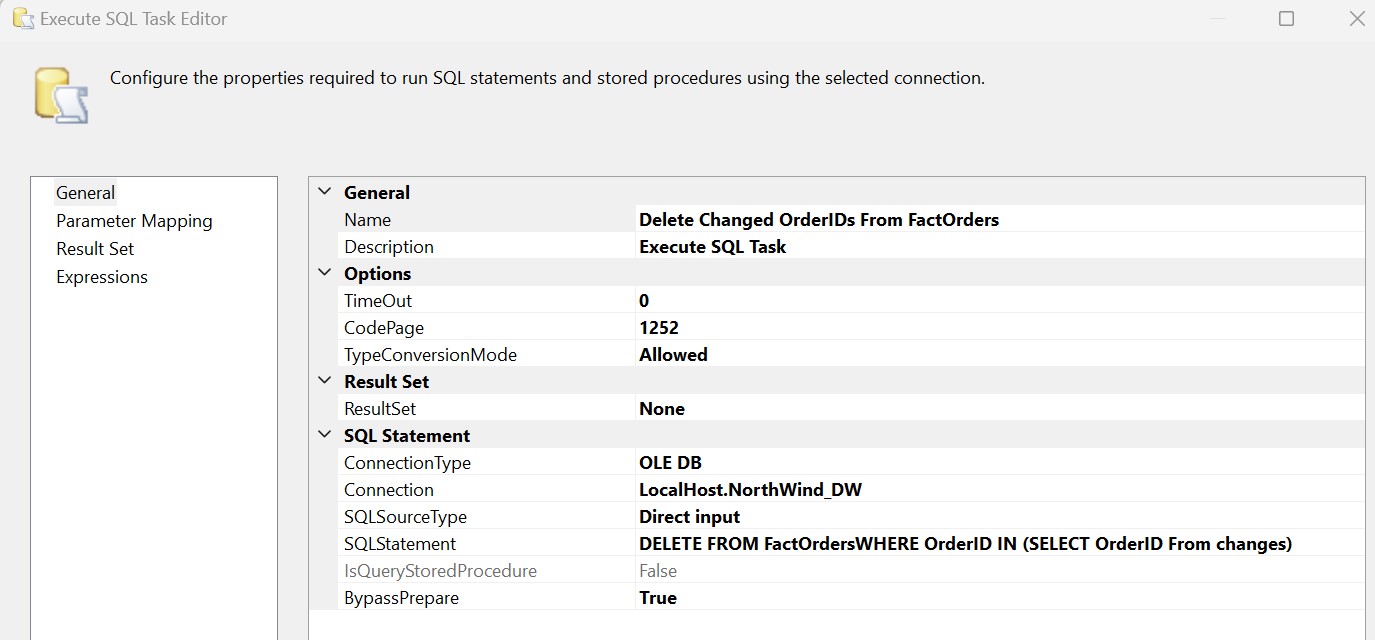 Execute SQL Task Editor
Configure the properties required to run SQL statements and stored procedures using the selected connection.
General
Parameter Mapping
Result Set
Expressions
General
Name Delete Changed OrderIDs From FactOrders
Description Execute SQL Task
Options
TimeOut 0
CodePage 1252
TypeConversionMode Allowed
Result Set
ResultSet None
SQL Statement
ConnectionType OLE DB
Connection LocalHost.NorthWind_DW
SQLSourceType Direct input
SQLStatement DELETE FROM FactOrdersWHERE OrderID IN (SELECT OrderID From changes)
IsQueryStoredProcedure False
BypassPrepare True